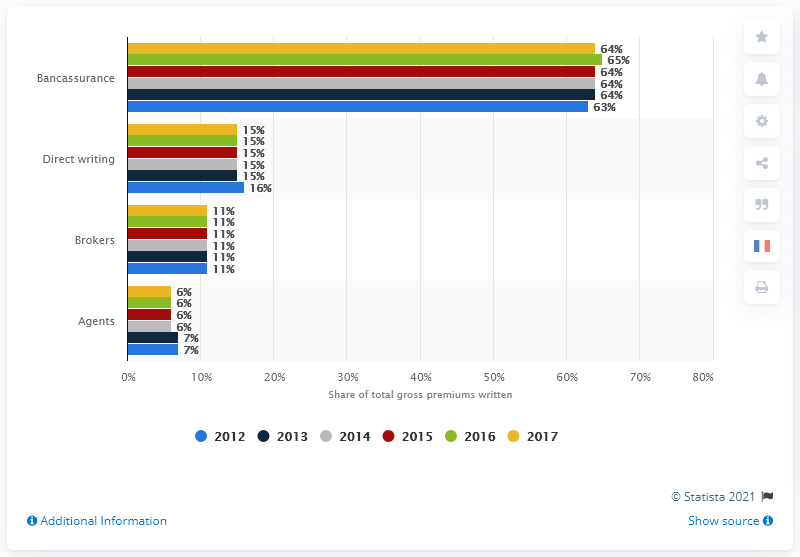 Bancassurance
64%
65%
64%
64%
64%
63%
Direct writing
15%
15%
15%
15%
15%
16%
Brokers
11%
11%
11%
11%
11%
11%
Agents
6%
6%
6%
6%
7%
7%
0% 10% 20% 30% 40% 50% 60% 70% 80%
Share of total gross premiums written
2012 2013 2014 2015 2016 2017
© Statista 2021
Additional Information Show source